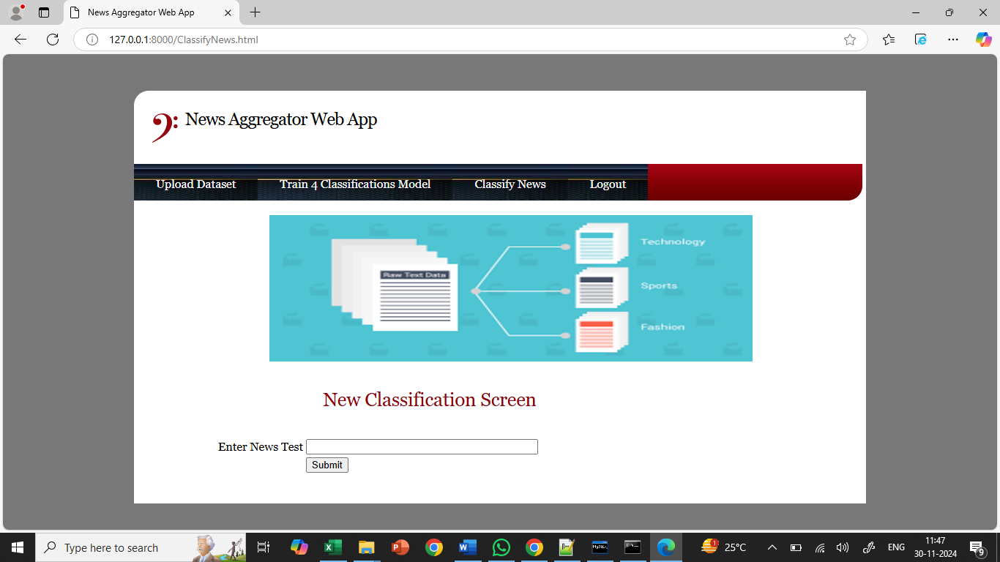 News Aggregator Web App
127.0.0.1:8000/ClassifyNews.html
News Aggregator Web App
Upload Dataset Train 4 Classifications Model Classify News Logout
Raw Text Data
Technology
Sports
Fashion
New Classification Screen
Enter News Test
Submit
Type here to search
1
25°C
ENG
11:47
30-11-2024
9